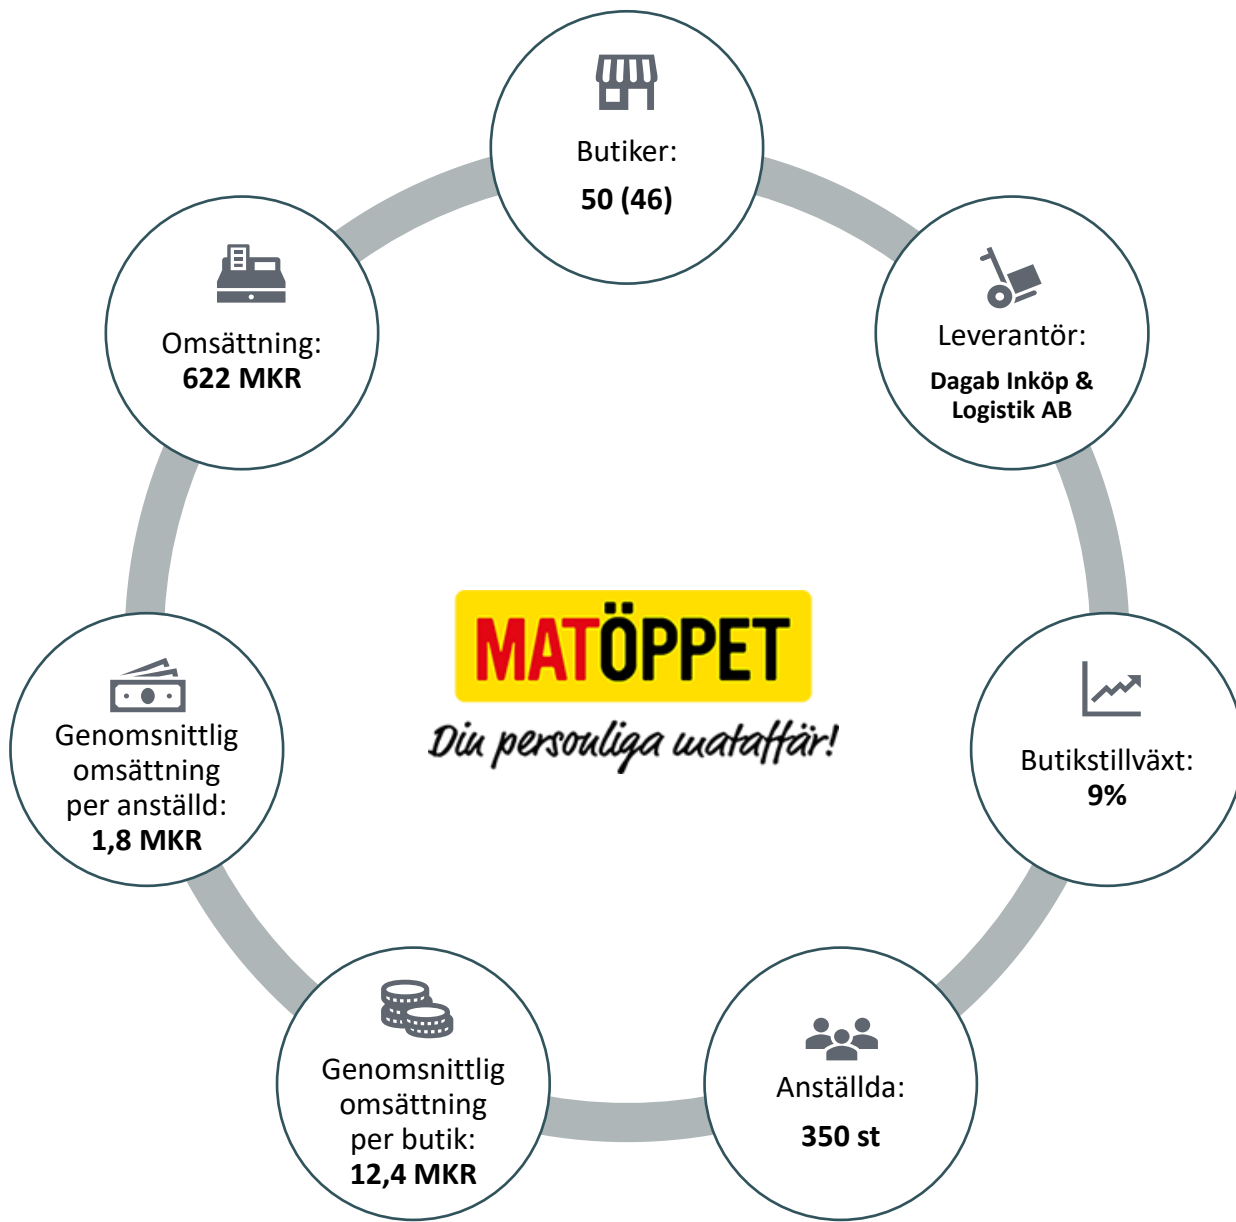 Butiker:
50 (46)
Leverantör:
Dagab Inköp &
Logistik AB
Butikstillväxt:
9%
Anställda:
350 st
Genomsnittlig
omsättning
per butik:
12,4 MKR
Genomsnittlig
omsättning
per anställd:
1,8 MKR
Omsättning:
622 MKR
MATÖPPET
Din personliga mataffär!